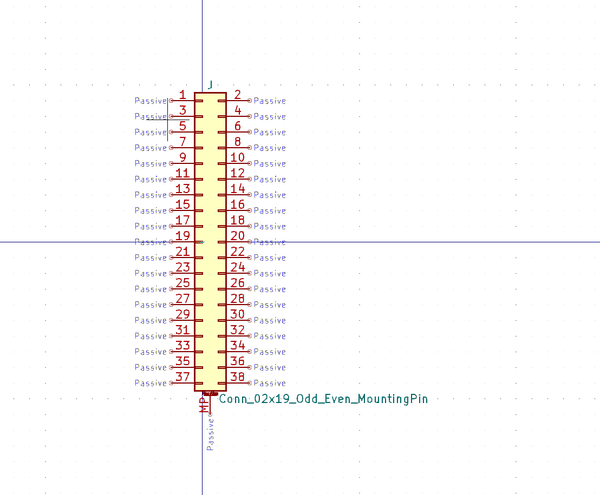 J
Passive 1 2 Passive
Passive 3 4 Passive
Passive 5 6 Passive
Passive 7 8 Passive
Passive 9 10 Passive
Passive 11 12 Passive
Passive 13 14 Passive
Passive 15 16 Passive
Passive 17 18 Passive
Passive 19 20 Passive
Passive 21 22 Passive
Passive 23 24 Passive
Passive 25 26 Passive
Passive 27 28 Passive
Passive 29 30 Passive
Passive 31 32 Passive
Passive 33 34 Passive
Passive 35 36 Passive
Passive 37 38 Passive
Conn_02x19_Odd_Even_MountingPin
MP
Passive